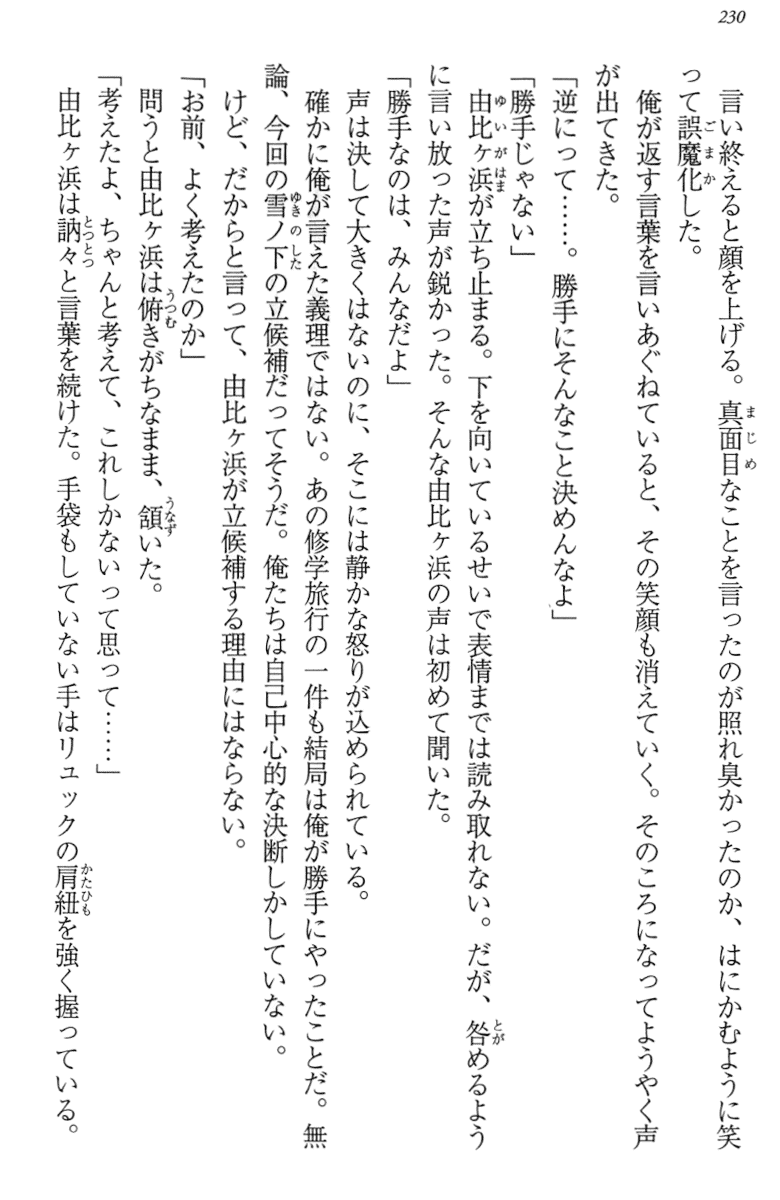 230
言い終えると顔を上げる。真面目なことを言ったのが照れ臭かったのか、はにかむように笑
って誤魔化した。
俺が返す言葉を言いあぐねていると、その笑顔も消えていく。そのころになってようやく声
が出てきた。
「逆にって……。勝手にそんなこと決めんなよ」
「勝手じゃない」
由比ヶ浜が立ち止まる。下を向いているせいで表情までは読み取れない。だが、咎めるよう
に言い放った声が鋭かった。そんな由比ヶ浜の声は初めて聞いた。
「勝手なのは、みんなだよ」
声は決して大きくはないのに、そこには静かな怒りが込められている。
確かに俺が言えた義理ではない。あの修学旅行の一件も結局は俺が勝手にやったことだ。無
論、今回の雪ノ下の立候補だってそうだ。俺たちは自己中心的な決断しかしていない。
けど、だからと言って、由比ヶ浜が立候補する理由にはならない。
「お前、よく考えたのか」
問うと由比ヶ浜は俯きがちなまま、頷いた。
「考えたよ、ちゃんと考えて、これしかないって思って……」
由比ヶ浜は訥々と言葉を続けた。手袋もしていない手はリュックの肩紐を強く握っている。